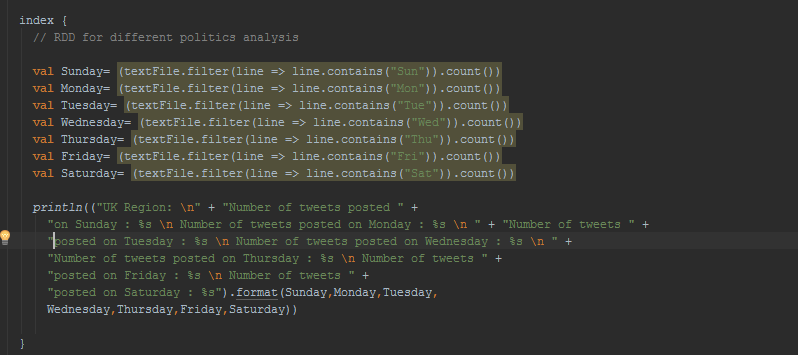 index {
// RDD for different politics analysis
val Sunday= (textFile.filter(line => line.contains("Sun")).count())
val Monday= (textFile.filter(line => line.contains("Mon")).count())
val Tuesday= (textFile.filter(line => line.contains("Tue")).count())
val Wednesday= (textFile.filter(line => line.contains("Wed")).count())
val Thursday= (textFile.filter(line => line.contains("Thu")).count())
val Friday= (textFile.filter(line => line.contains("Fri")).count())
val Saturday= (textFile.filter(line => line.contains("Sat")).count())
println(("UK Region: \n" + "Number of tweets posted " +
"on Sunday : %s \n Number of tweets posted on Monday : %s \n " + "Number of tweets " +
"posted on Tuesday : %s \n Number of tweets posted on Wednesday : %s \n " +
"Number of tweets posted on Thursday : %s \n Number of tweets " +
"posted on Friday : %s \n Number of tweets " +
"posted on Saturday : %s").format(Sunday,Monday,Tuesday,
Wednesday,Thursday,Friday,Saturday))
}